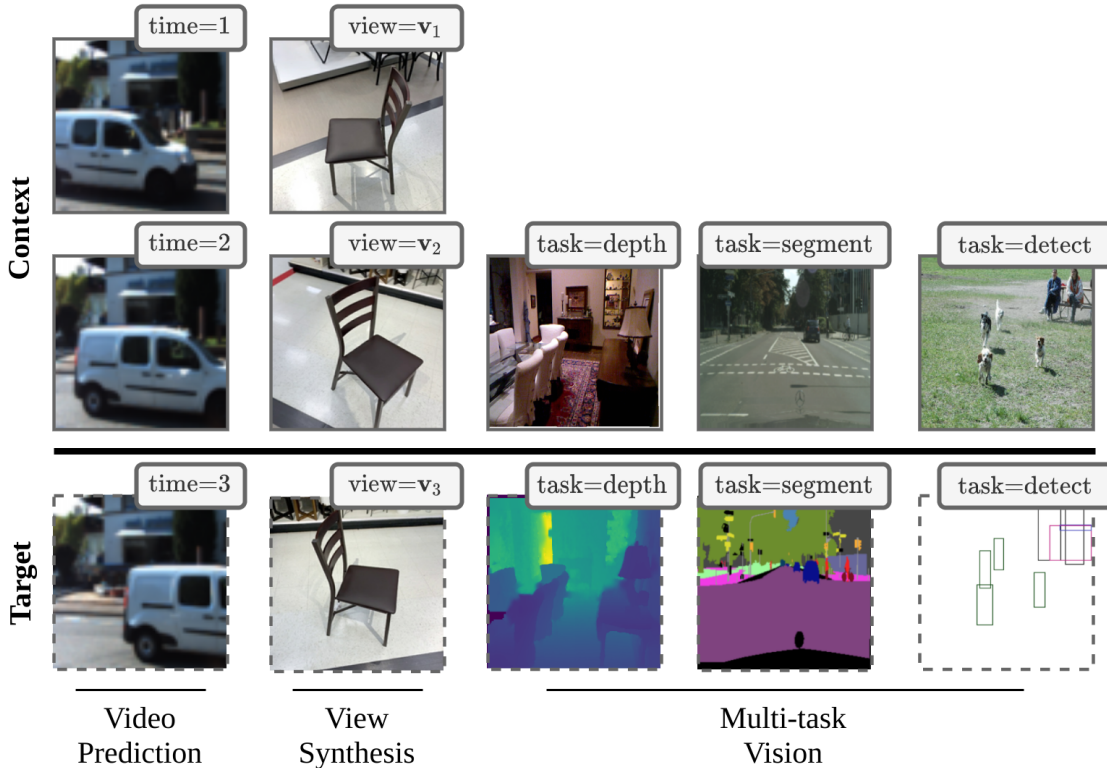 time=1
view=v₁
Context
time=2
view=v₂
task=depth
task=segment
task=detect
Target
time=3
view=v₃
task=depth
task=segment
task=detect
Video
Prediction
View
Synthesis
Multi-task
Vision